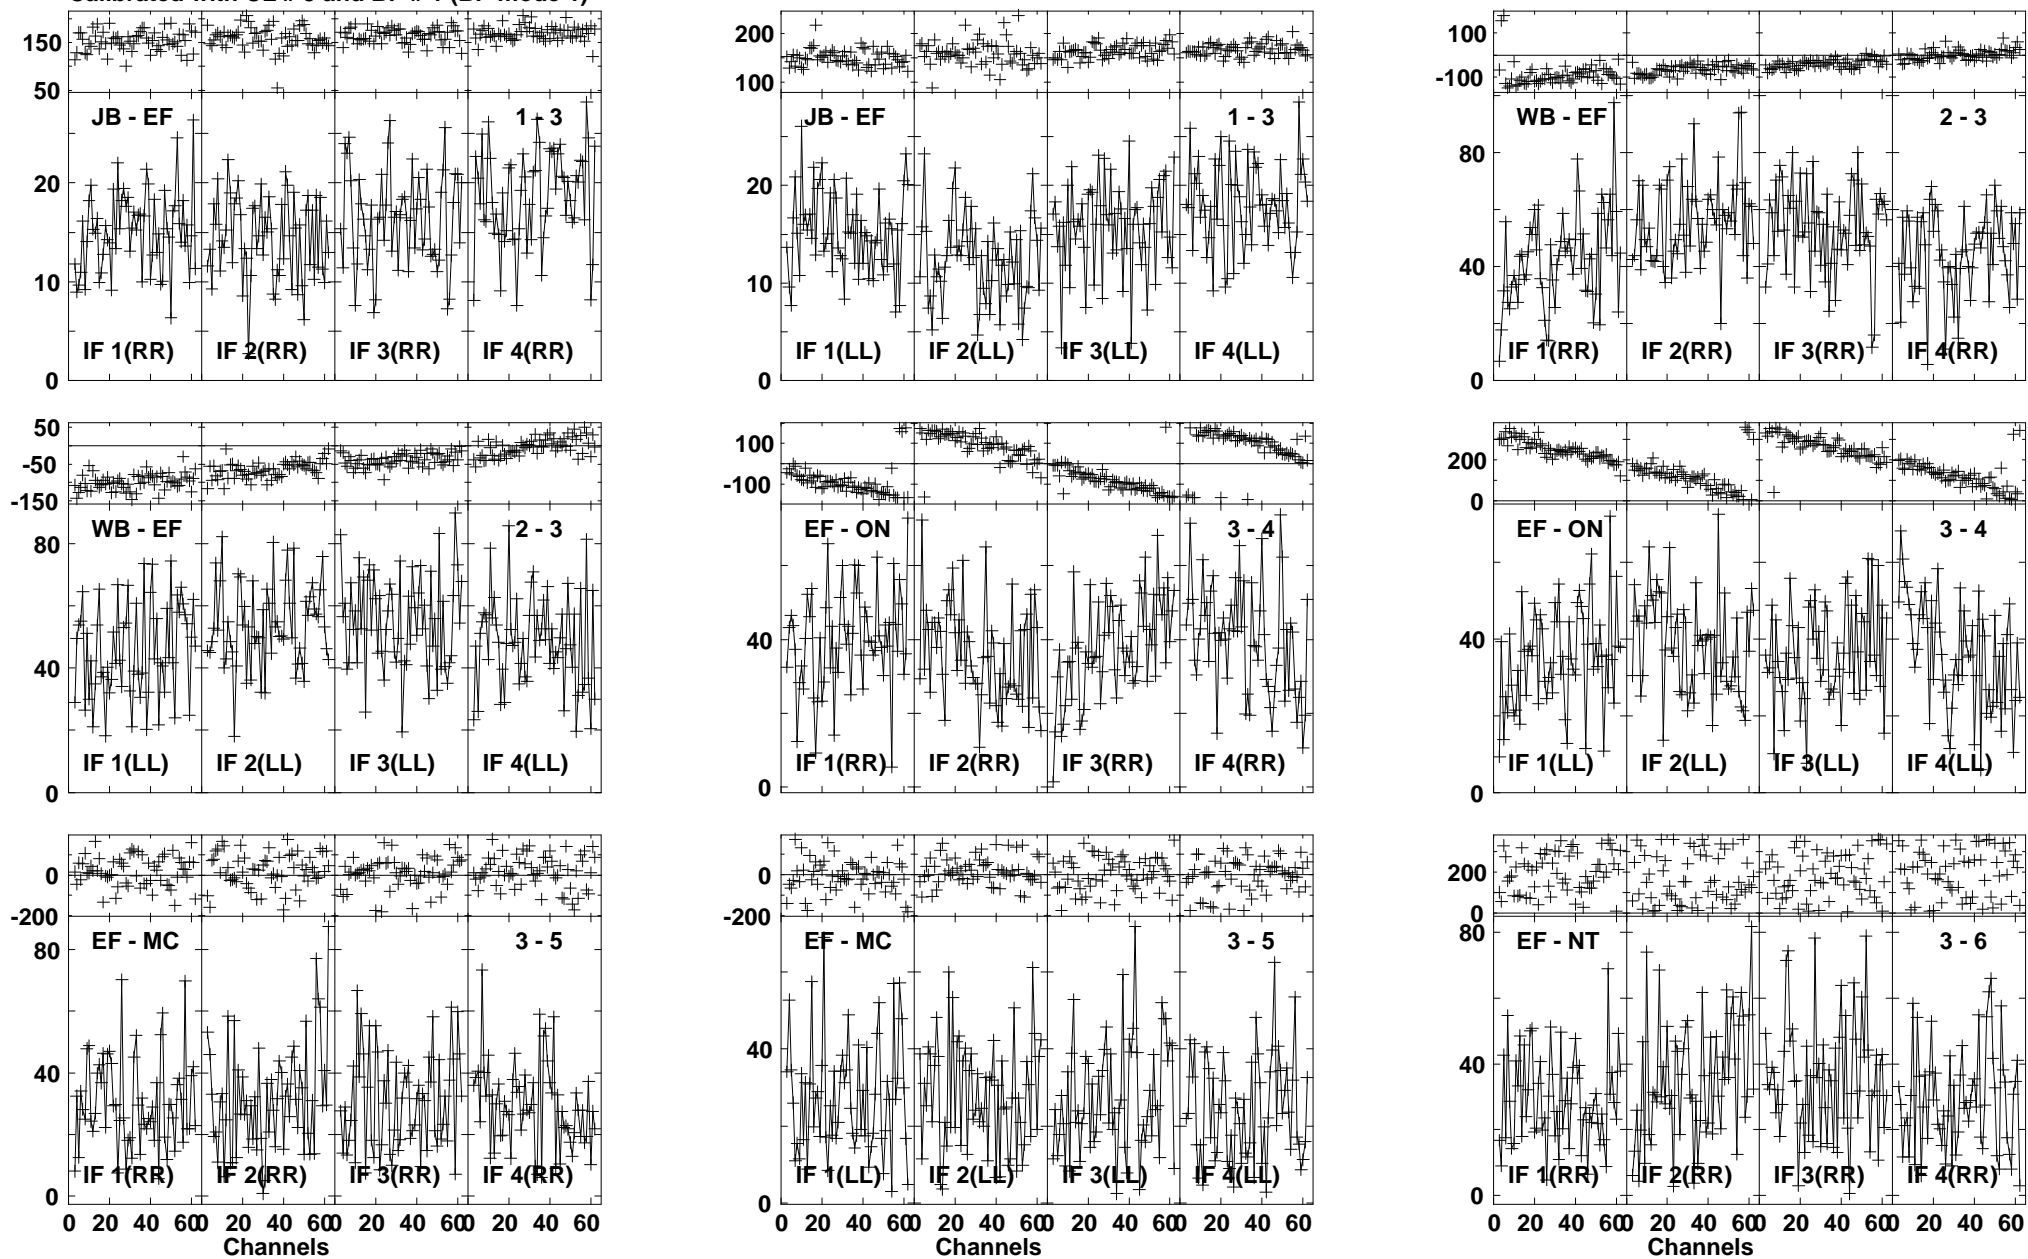 150
50
JB - EF
1 - 3
20
10
0
IF 1(RR)
IF 2(RR)
IF 3(RR)
IF 4(RR)
200
100
JB - EF
1 - 3
20
10
0
IF 1(LL)
IF 2(LL)
IF 3(LL)
IF 4(LL)
100
-100
WB - EF
2 - 3
80
40
0
IF 1(RR)
IF 2(RR)
IF 3(RR)
IF 4(RR)
50
-50
-150
WB - EF
2 - 3
80
40
0
IF 1(LL)
IF 2(LL)
IF 3(LL)
IF 4(LL)
100
-100
EF - ON
3 - 4
40
0
IF 1(RR)
IF 2(RR)
IF 3(RR)
IF 4(RR)
200
0
EF - ON
3 - 4
40
0
IF 1(LL)
IF 2(LL)
IF 3(LL)
IF 4(LL)
0
-200
EF - MC
3 - 5
80
40
0
IF 1(RR)
IF 2(RR)
IF 3(RR)
IF 4(RR)
0 20 40 60 0 20 40 60 0 20 40 60 0 20 40 60
Channels
0
-200
EF - MC
3 - 5
40
0
IF 1(LL)
IF 2(LL)
IF 3(LL)
IF 4(LL)
0 20 40 60 0 20 40 60 0 20 40 60 0 20 40 60
Channels
200
0
EF - NT
3 - 6
80
40
0
IF 1(RR)
IF 2(RR)
IF 3(RR)
IF 4(RR)
0 20 40 60 0 20 40 60 0 20 40 60 0 20 40 60
Channels